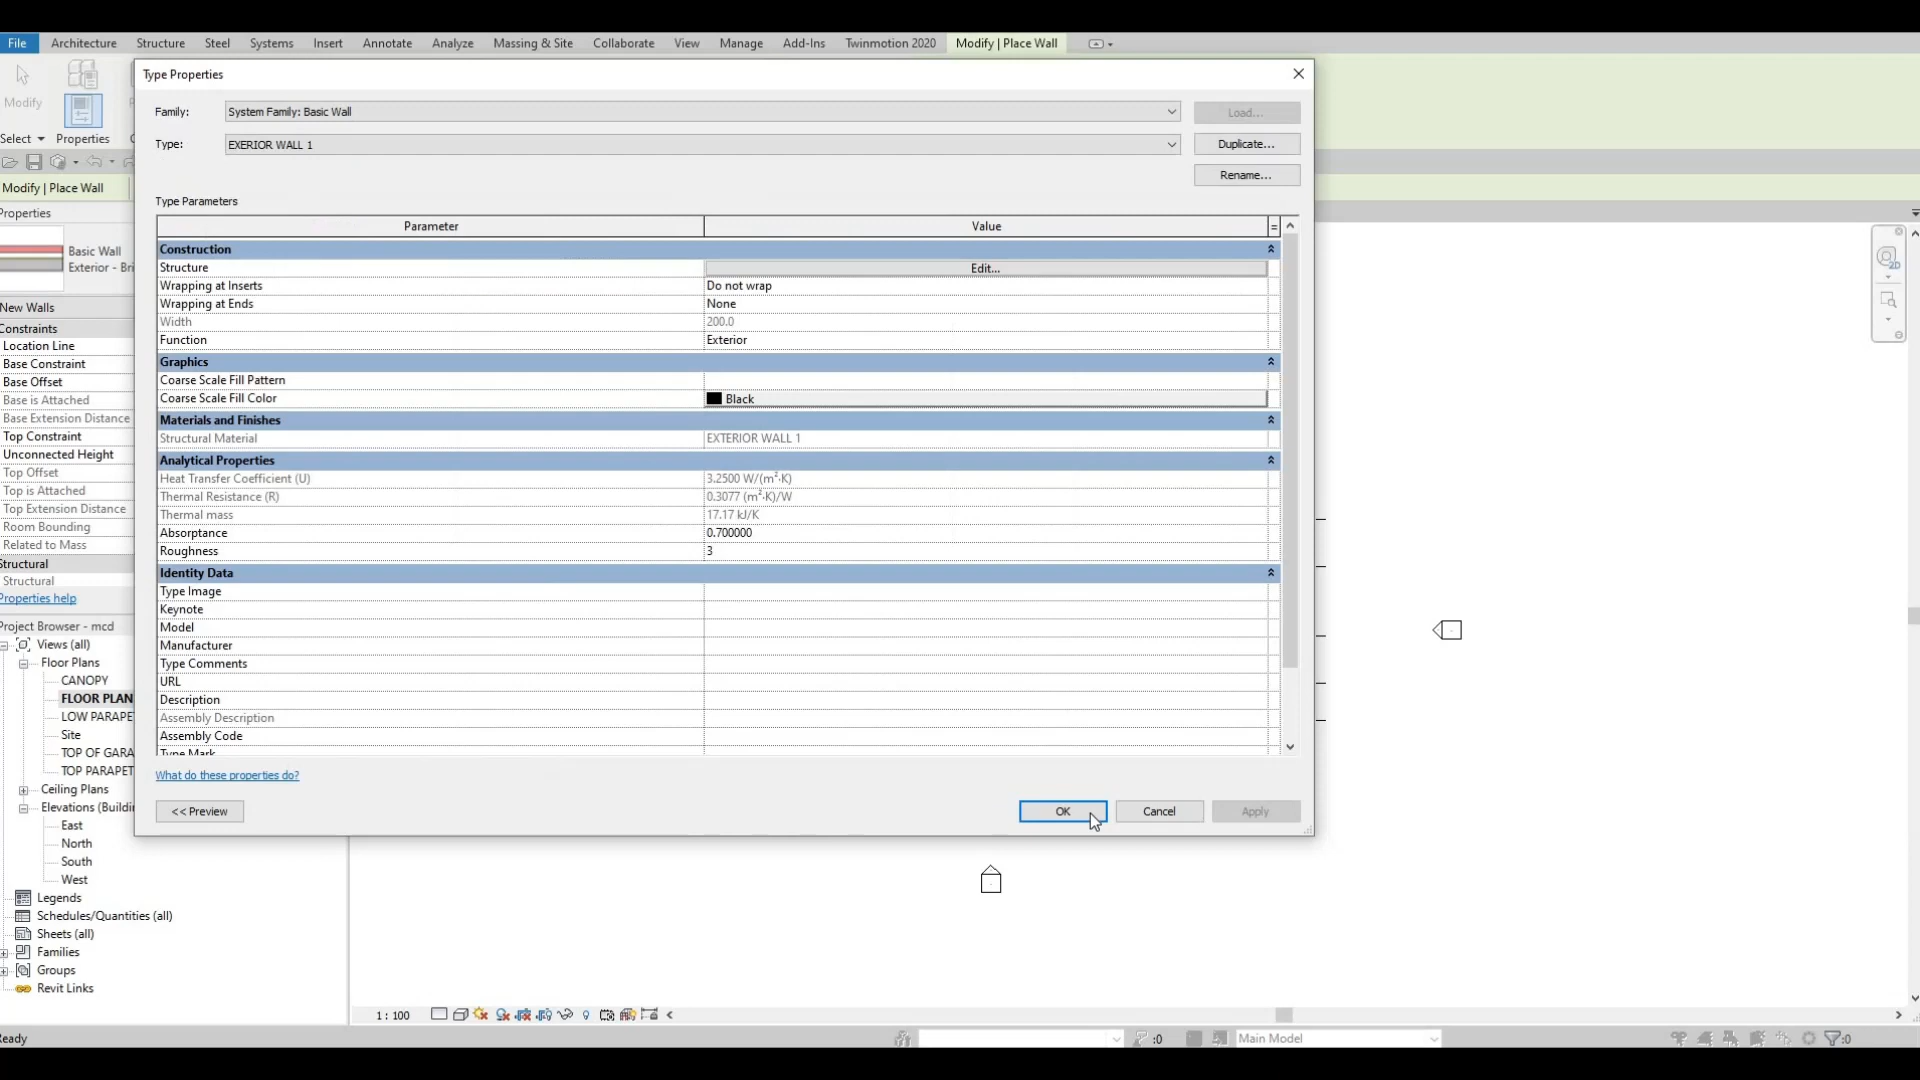 File Architecture Structure Steel Systems Insert Annotate Analyze Massing & Site Collaborate View Manage Add-Ins Twinmotion 2020 Modify | Place Wall
Modify
Select Properties
Modify | Place Wall
Properties
Basic Wall
Exterior - Bri
New Walls
Constraints
Location Line
Base Constraint
Base Offset
Base is Attached
Base Extension Distance
Top Constraint
Unconnected Height
Top Offset
Top is Attached
Top Extension Distance
Room Bounding
Related to Mass
Structural
Structural
Properties help
Project Browser - mcd
Views (all)
Floor Plans
CANOPY
FLOOR PLAN
LOW PARAPE
Site
TOP OF GARA
TOP PARAPET
Ceiling Plans
Elevations (Buildin
East
North
South
West
Legends
Schedules/Quantities (all)
Sheets (all)
Families
Groups
Revit Links
Type Properties
Family: System Family: Basic Wall Load...
Type: EXERIOR WALL 1 Duplicate...
Rename...
Type Parameters
Parameter Value =
Construction
Structure Edit...
Wrapping at Inserts Do not wrap
Wrapping at Ends None
Width 200.0
Function Exterior
Graphics
Coarse Scale Fill Pattern
Coarse Scale Fill Color Black
Materials and Finishes
Structural Material EXTERIOR WALL 1
Analytical Properties
Heat Transfer Coefficient (U) 3.2500 W/(m²·K)
Thermal Resistance (R) 0.3077 (m²·K)/W
Thermal mass 17.17 kJ/K
Absorptance 0.700000
Roughness 3
Identity Data
Type Image
Keynote
Model
Manufacturer
Type Comments
URL
Description
Assembly Description
Assembly Code
Type Mark
What do these properties do?
<< Preview OK Cancel Apply
2D
1 : 100
eady :0 Main Model :0